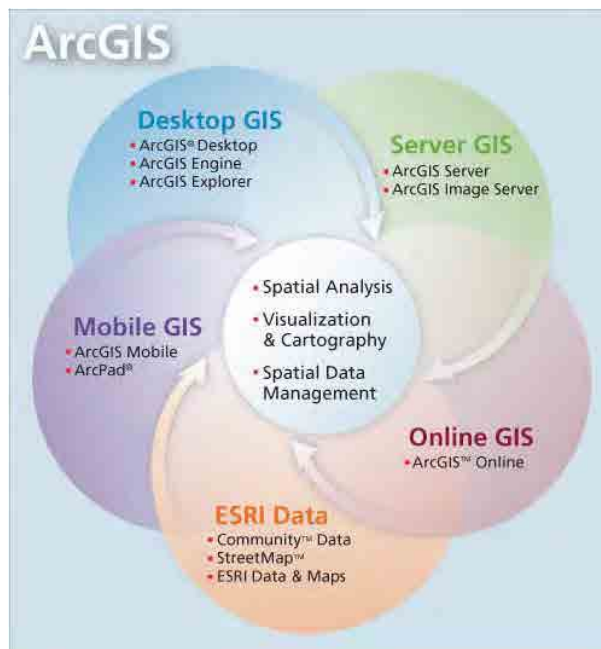 ArcGIS
Desktop GIS
▪ ArcGIS® Desktop
▪ ArcGIS Engine
▪ ArcGIS Explorer
Server GIS
▪ ArcGIS Server
▪ ArcGIS Image Server
▪ Spatial Analysis
▪ Visualization
& Cartography
▪ Spatial Data
Management
Mobile GIS
▪ ArcGIS Mobile
▪ ArcPad®
Online GIS
▪ ArcGIS™ Online
ESRI Data
▪ Community™ Data
▪ StreetMap™
▪ ESRI Data & Maps